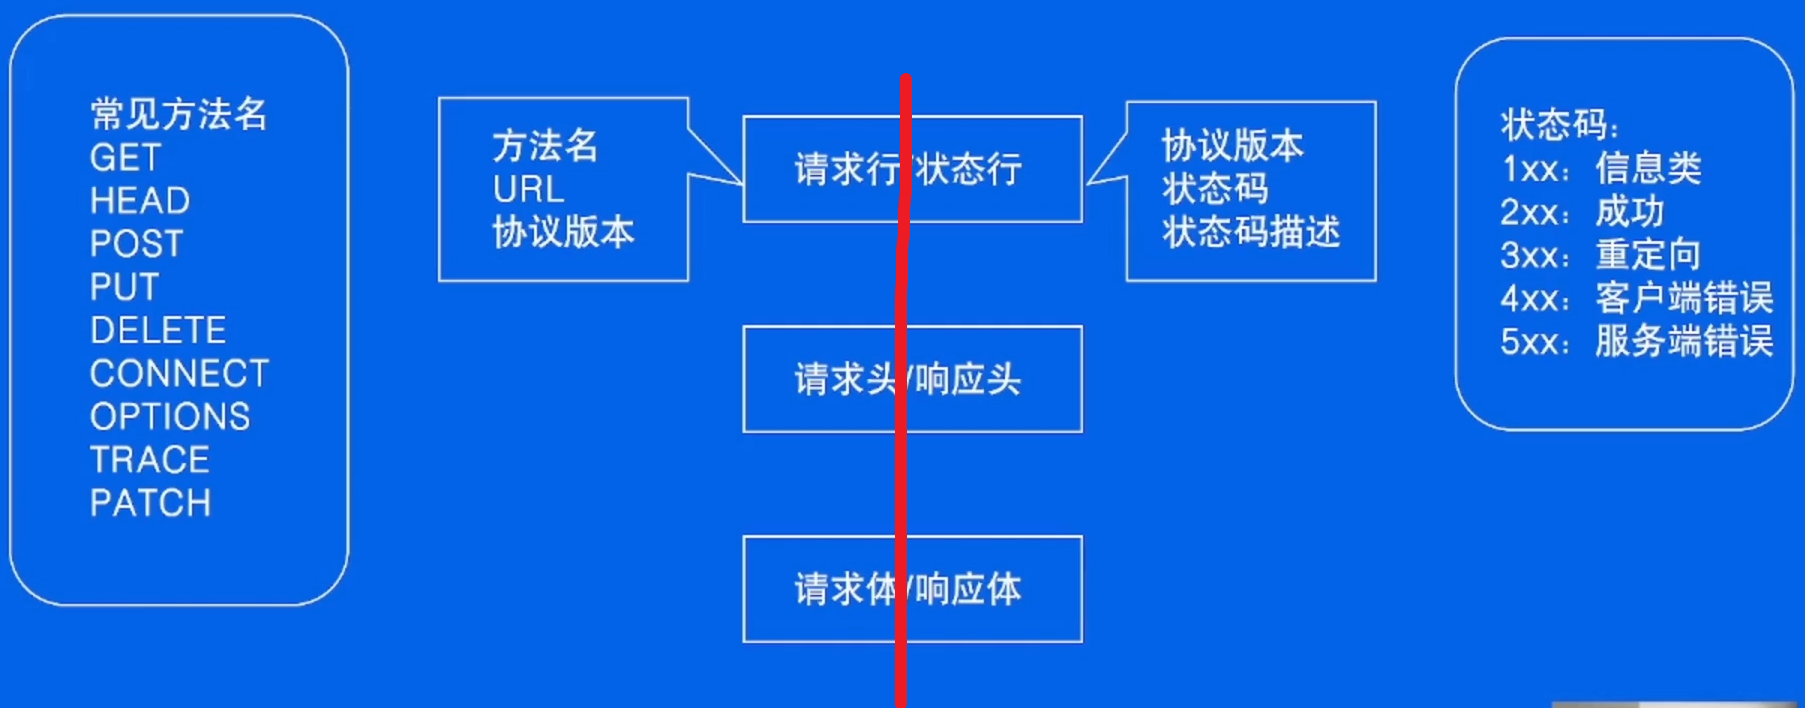 常见方法名
GET
HEAD
POST
PUT
DELETE
CONNECT
OPTIONS
TRACE
PATCH
方法名
URL
协议版本
请求行/状态行
请求头/响应头
请求体/响应体
协议版本
状态码
状态码描述
状态码：
1xx：信息类
2xx：成功
3xx：重定向
4xx：客户端错误
5xx：服务端错误